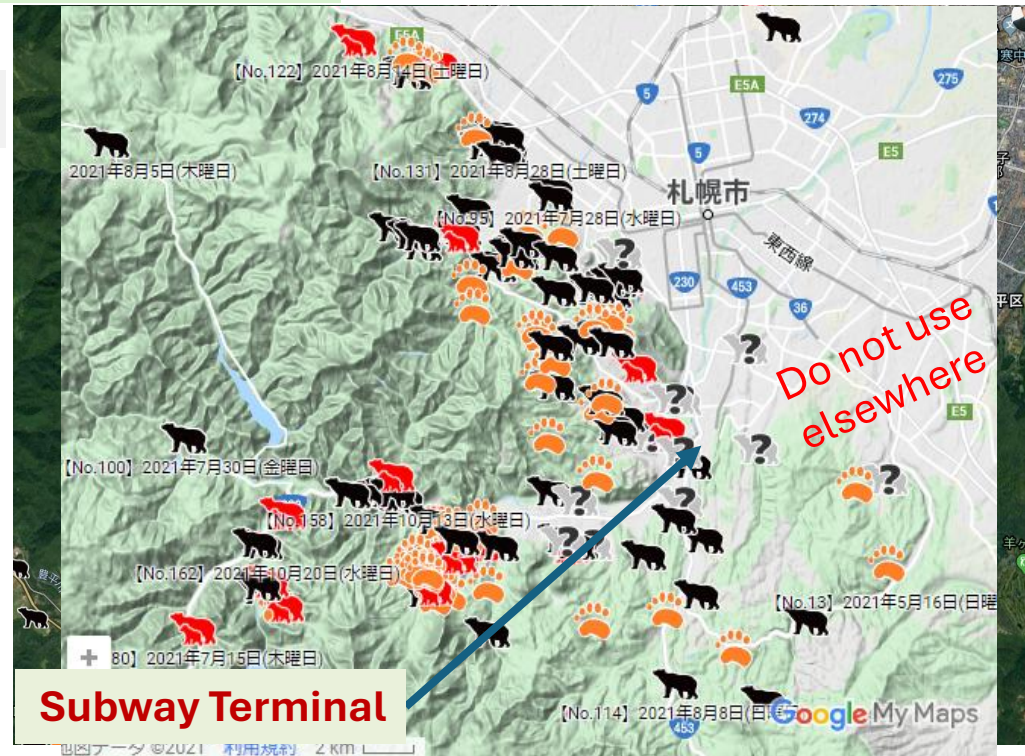 E5A
【No.122】2021年8月14日(土曜日)
275
5
E5A
274
2021年8月5日(木曜日)
【No.131】2021年8月28日(土曜日)
5
E5
札幌市
【No.95】2021年7月28日(水曜日)
東西線
230
453
36
平区
Do not use
elsewhere
E5
【No.100】2021年7月30日(金曜日)
【No.158】2021年10月13日(水曜日)
【No.162】2021年10月20日(水曜日)
【No.13】2021年5月16日(日曜
80】2021年7月15日(木曜日)
Subway Terminal
【No.114】2021年8月8日(日
Google My Maps
453
©2021 利用規約 2 km